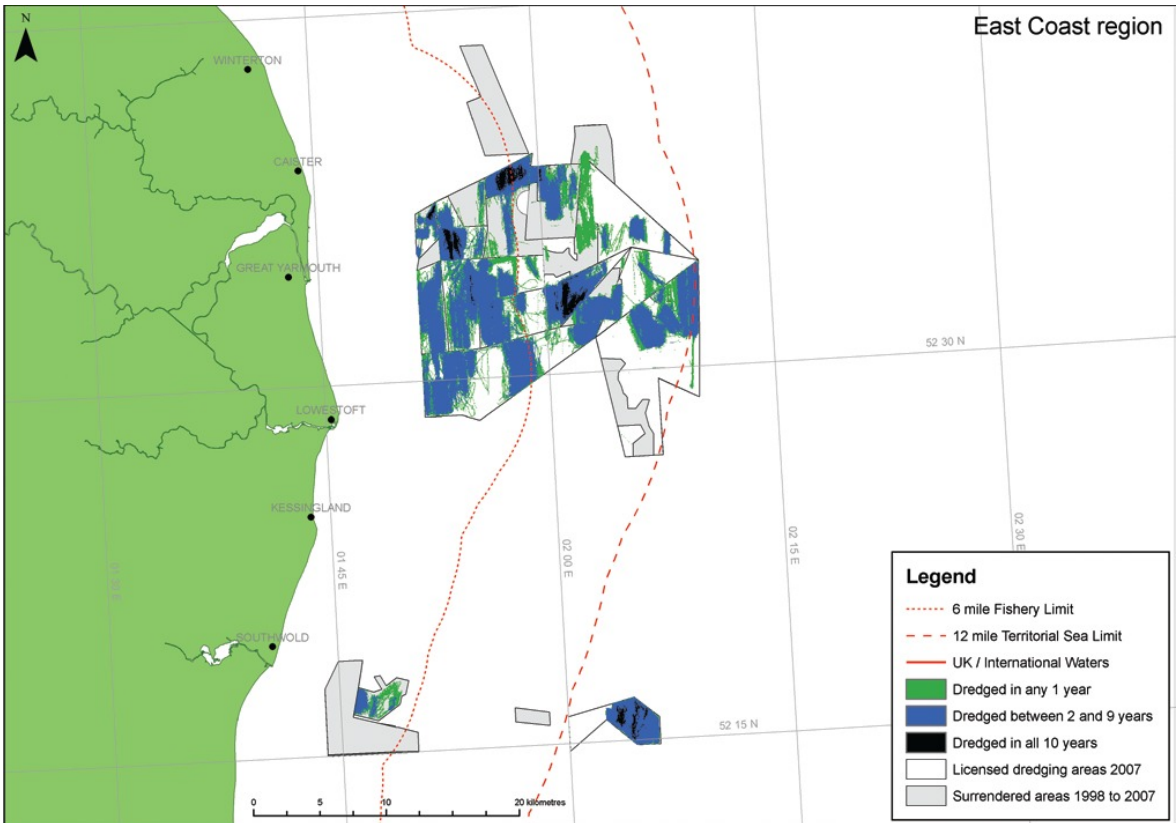 N
East Coast region
WINTERTON
CAISTER
GREAT YARMOUTH
52 30 N
LOWESTOFT
KESSINGLAND
01 45 E
02 00 E
02 15 E
02 30 E
SOUTHWOLD
52 15 N
Legend
6 mile Fishery Limit
12 mile Territorial Sea Limit
UK / International Waters
Dredged in any 1 year
Dredged between 2 and 9 years
Dredged in all 10 years
Licensed dredging areas 2007
Surrendered areas 1998 to 2007
0 5 10 20 kilometres